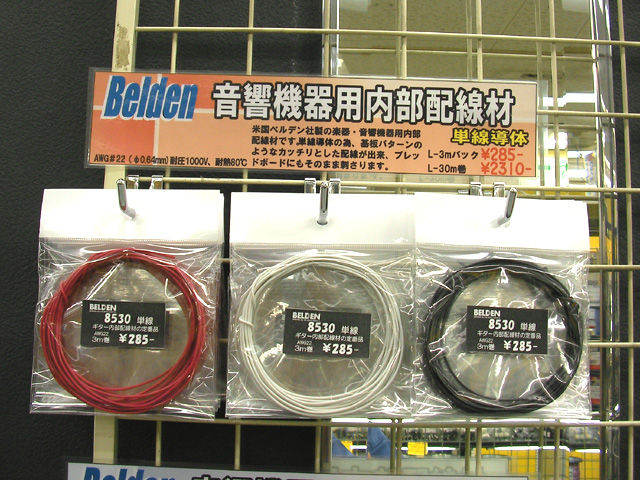 Belden 音響機器用内部配線材
米国ベルデン社製の楽器・音響機器用内部
配線材です。単線導体の為、基板パターンの
ようなカッチリとした配線が出来、ブレッ
ドボードにもそのまま刺さります。
AWG#22(φ0.64mm)耐圧1000V、耐熱80℃
単線導体
L-3mパック ¥285-
L-30m巻 ¥2310-
BELDEN
8530 単線
ギター内部配線材の定番品
AWG22
3m巻 ¥285-
BELDEN
8530 単線
ギター内部配線材の定番品
AWG22
3m巻 ¥285-
BELDEN
8530 単線
ギター内部配線材の定番品
AWG22
3m巻 ¥285-
Belden